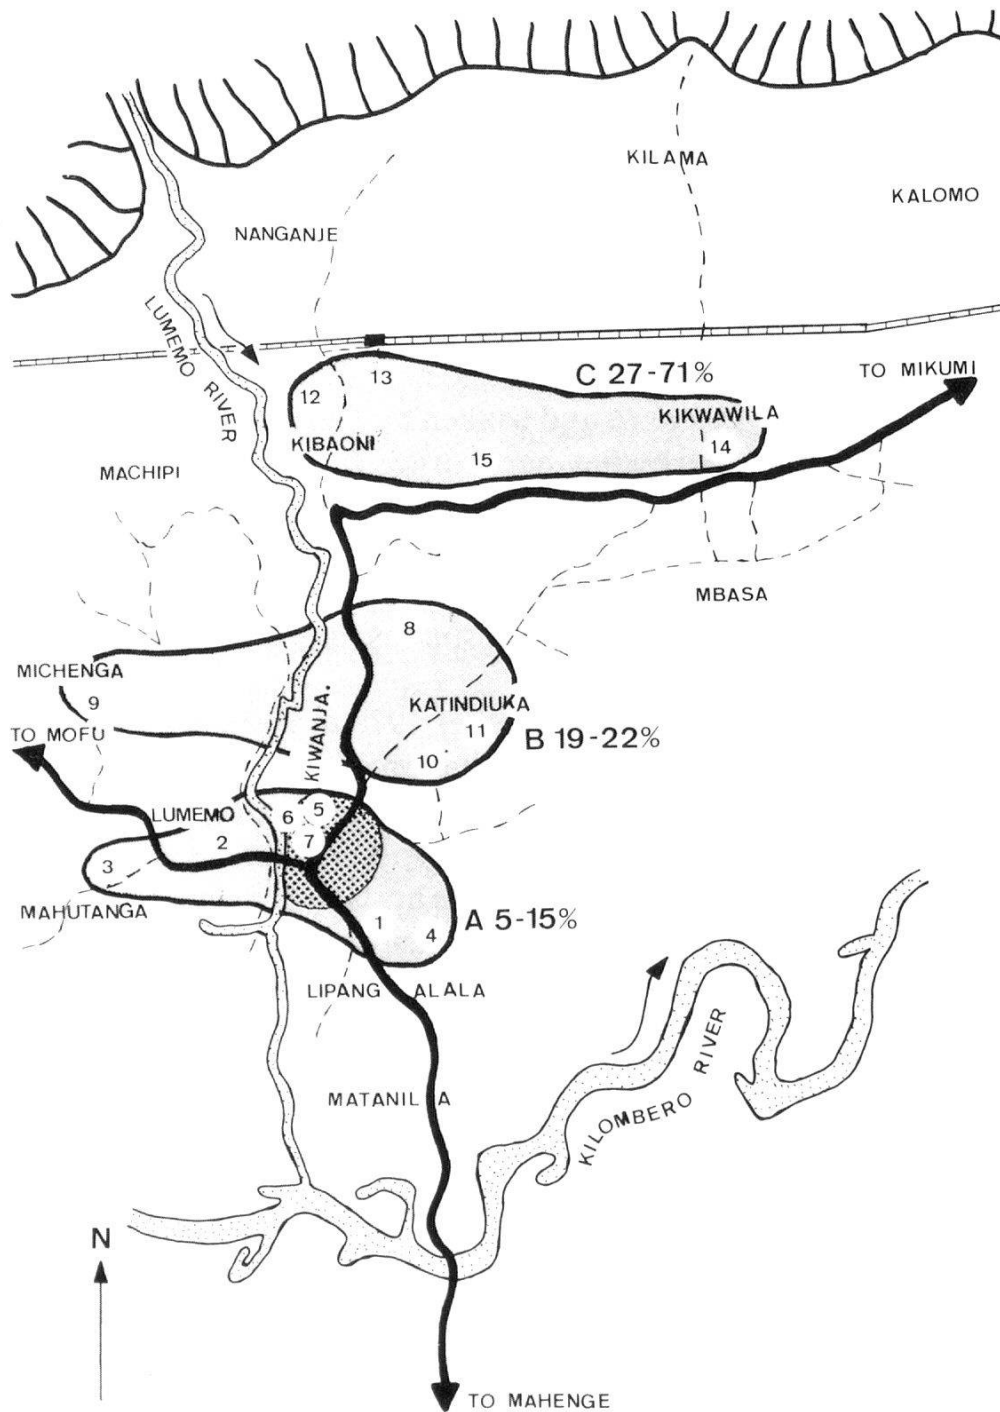 KILAMA
KALOMO
NANGANJE
LUMEMO RIVER
C 27-71%
TO MIKUMI
13
12
KIKWAWILA
KIBAONI
14
15
MACHIPI
MBASA
8
MICHENGA
9
KATINDIUKA
11
B 19-22%
10
TO MOFU
KIWANJA.
LUMEMO
6
5
2
7
3
MAHUTANGA
1
4
A 5-15%
LIPANGALALA
MATANILA
KILOMBERO RIVER
N
TO MAHENGE